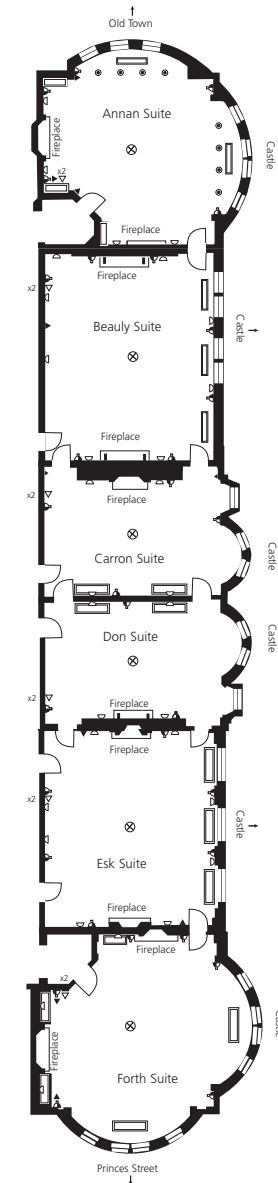 Old Town
Annan Suite
Castle
Fireplace
x2
Fireplace
Fireplace
x2
Beauly Suite
Castle
Fireplace
x2
Fireplace
Carron Suite
Castle
Don Suite
Castle
x2
Fireplace
Fireplace
x2
Castle
Esk Suite
Fireplace
Fireplace
x2
Castle
Fireplace
Forth Suite
Princes Street